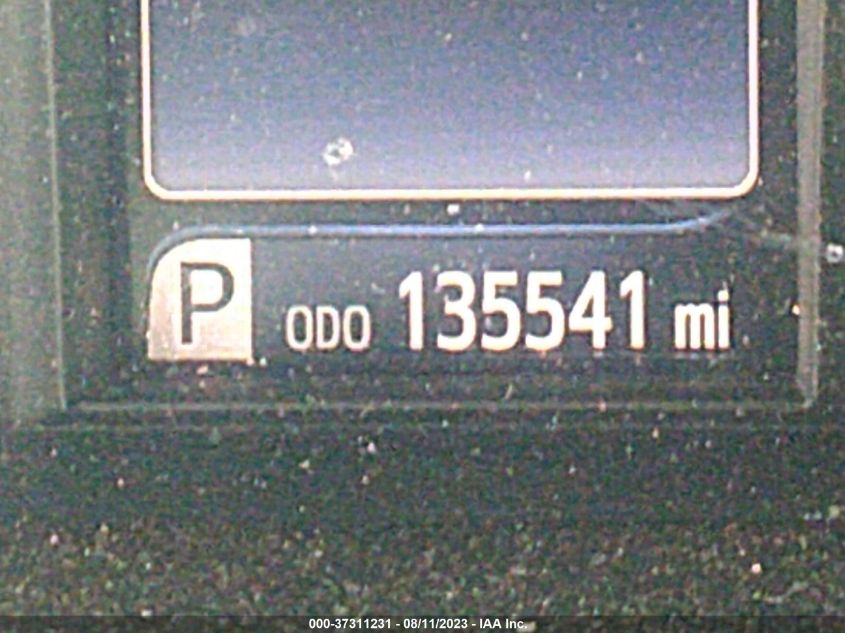 P ODO 135541 mi
000-37311231 - 08/11/2023 - IAA Inc.